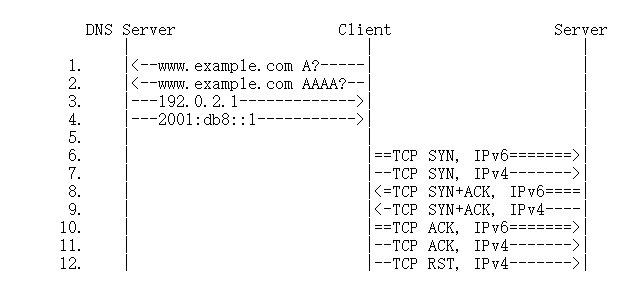 DNS Server                  Client                  Server
1.   |<--www.example.com A?-----|                       |
2.   |<--www.example.com AAAA?--|                       |
3.   |---192.0.2.1------------->|                       |
4.   |---2001:db8::1----------->|                       |
5.   |                          |                       |
6.   |                          |==TCP SYN, IPv6=======>|
7.   |                          |--TCP SYN, IPv4------->|
8.   |                          |<=TCP SYN+ACK, IPv6====|
9.   |                          |<-TCP SYN+ACK, IPv4----|
10.  |                          |==TCP ACK, IPv6=======>|
11.  |                          |--TCP ACK, IPv4------->|
12.  |                          |--TCP RST, IPv4------->|